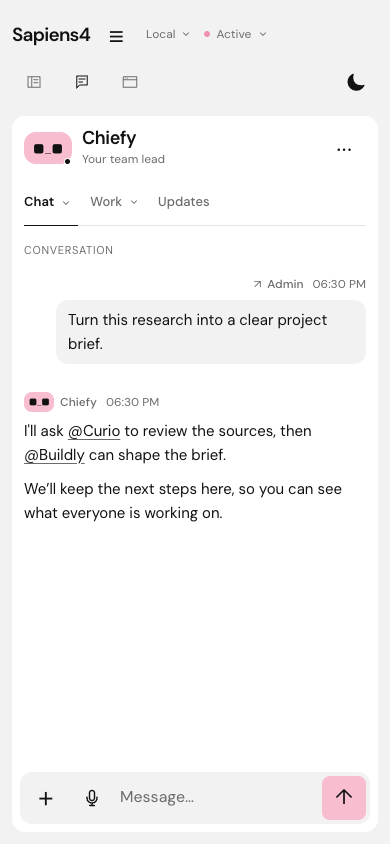 Sapiens4
Local
Active
Chiefy
Your team lead
Chat
Work
Updates
CONVERSATION
Admin 06:30 PM
Turn this research into a clear project
brief.
Chiefy 06:30 PM
I'll ask @Curio to review the sources, then
@Buildly can shape the brief.
We’ll keep the next steps here, so you can see
what everyone is working on.
Message...